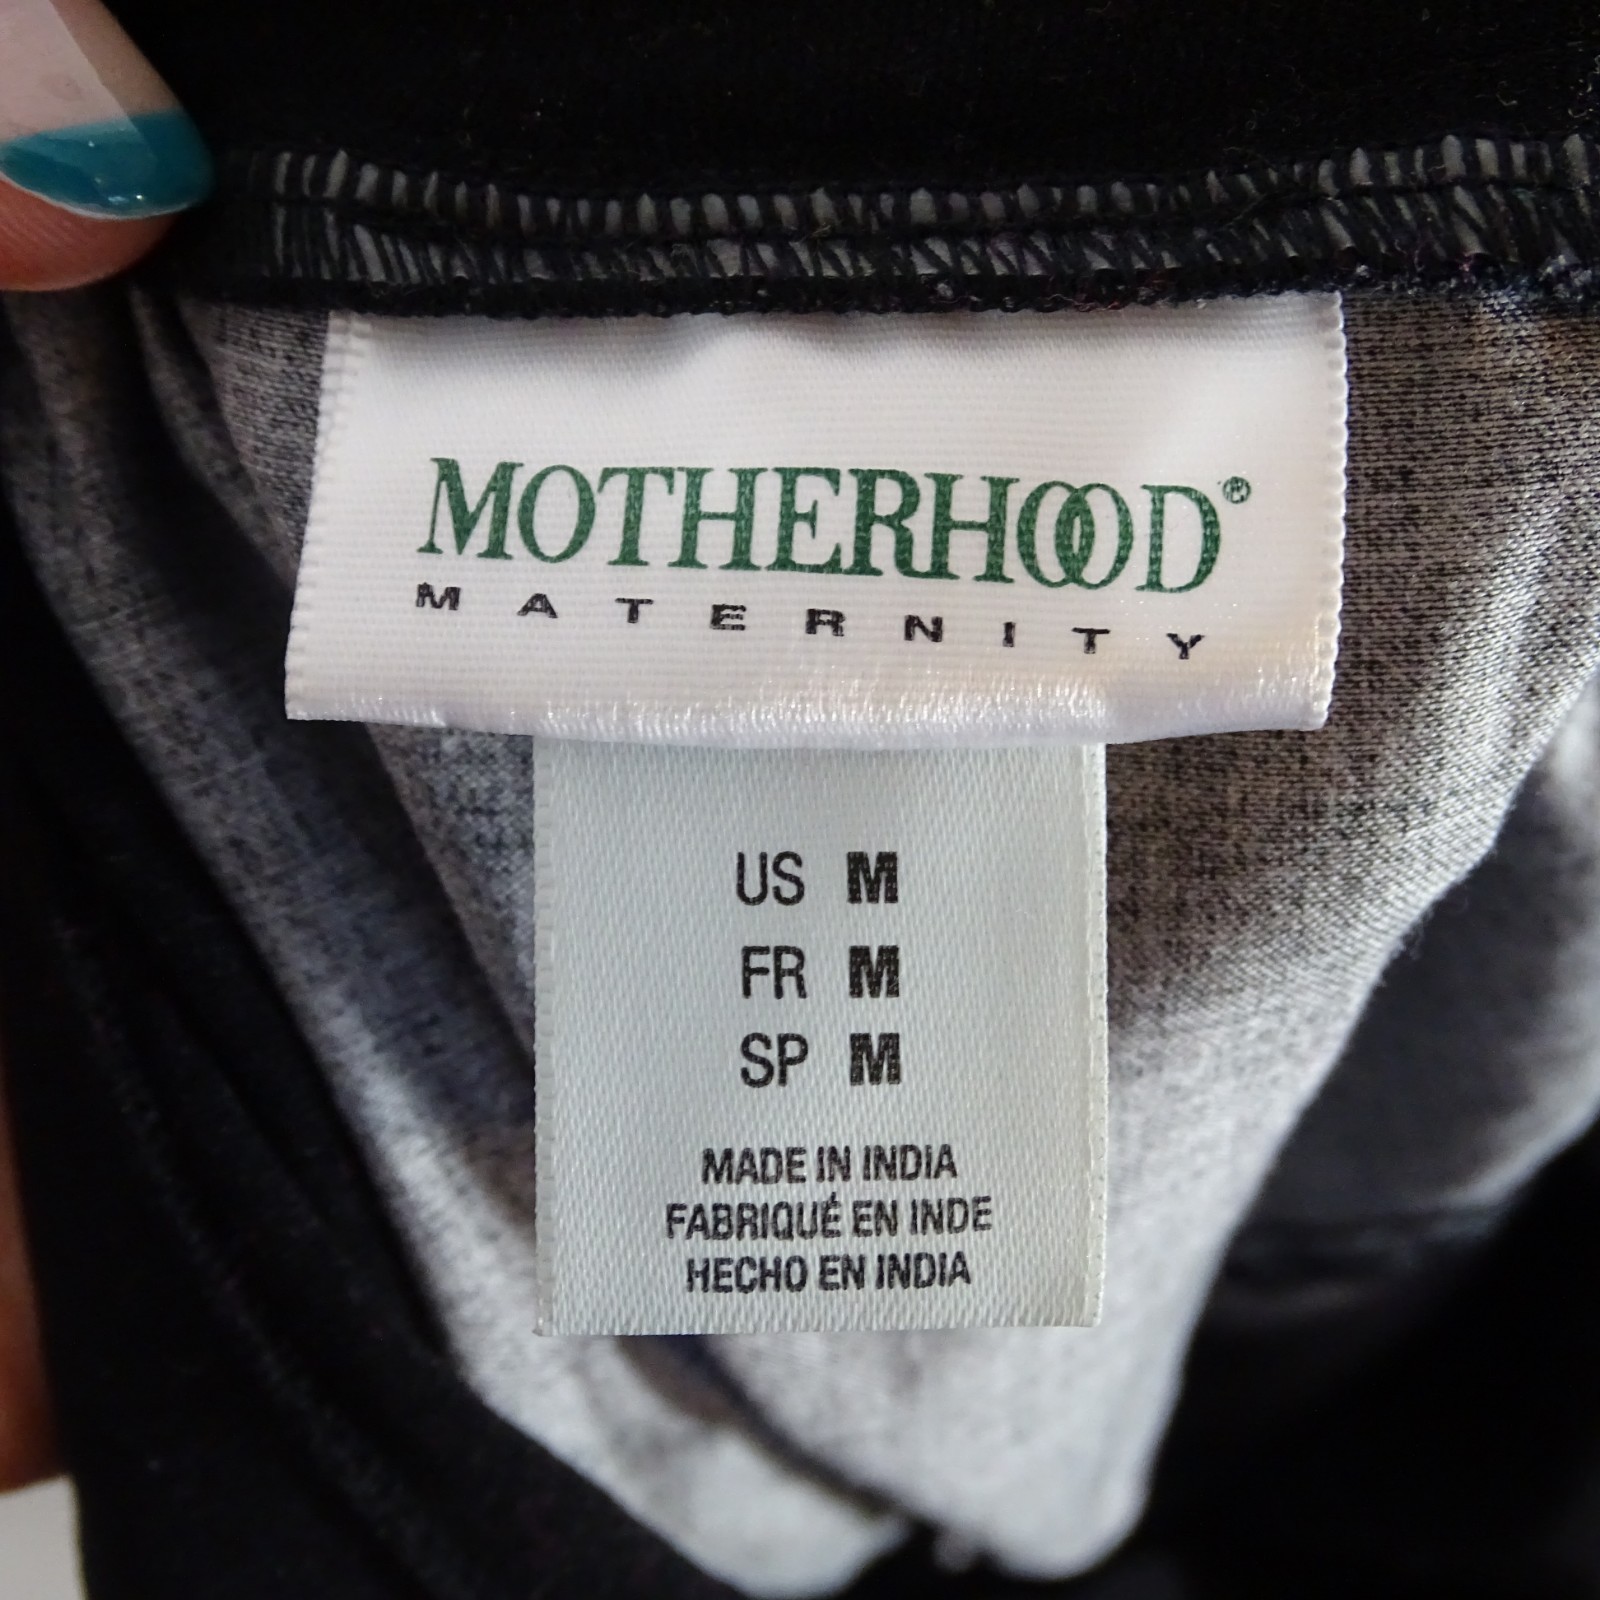 MOTHERHOOD®
MATERNITY
US M
FR M
SP M
MADE IN INDIA
FABRIQUÉ EN INDE
HECHO EN INDIA